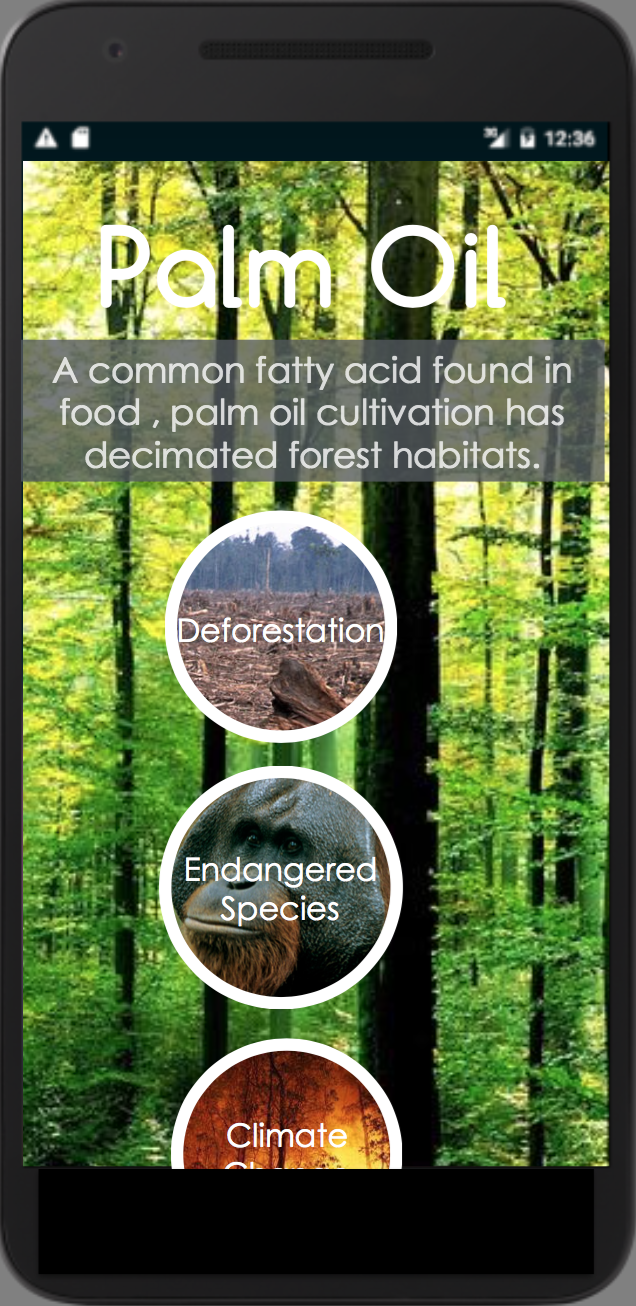 12:36
Palm Oil
A common fatty acid found in
food , palm oil cultivation has
decimated forest habitats.
Deforestation
Endangered
Species
Climate